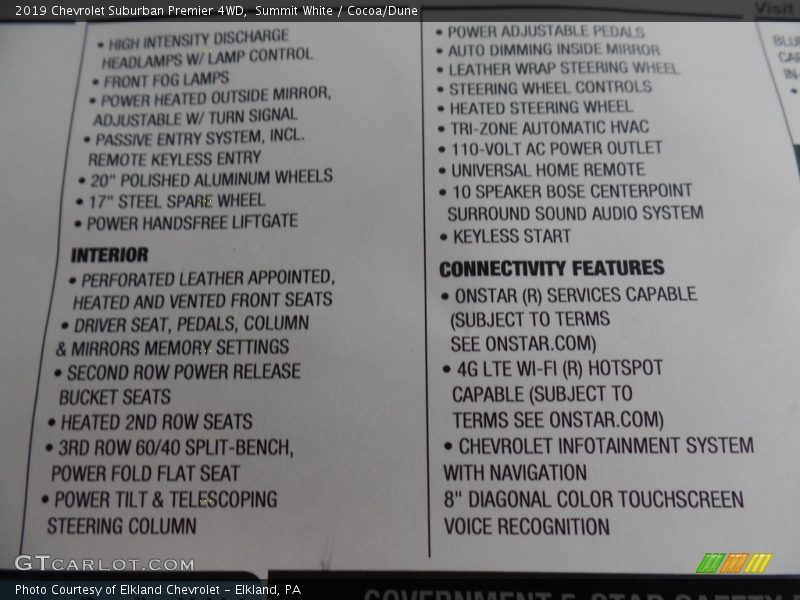 2019 Chevrolet Suburban Premier 4WD,  Summit White / Cocoa/Dune
Visit
• HIGH INTENSITY DISCHARGE
HEADLAMPS W/ LAMP CONTROL
• FRONT FOG LAMPS
• POWER HEATED OUTSIDE MIRROR,
ADJUSTABLE W/ TURN SIGNAL
• PASSIVE ENTRY SYSTEM, INCL.
REMOTE KEYLESS ENTRY
• 20" POLISHED ALUMINUM WHEELS
• 17" STEEL SPARE WHEEL
• POWER HANDSFREE LIFTGATE
INTERIOR
• PERFORATED LEATHER APPOINTED,
HEATED AND VENTED FRONT SEATS
• DRIVER SEAT, PEDALS, COLUMN
& MIRRORS MEMORY SETTINGS
• SECOND ROW POWER RELEASE
BUCKET SEATS
• HEATED 2ND ROW SEATS
• 3RD ROW 60/40 SPLIT-BENCH,
POWER FOLD FLAT SEAT
• POWER TILT & TELESCOPING
STEERING COLUMN
• POWER ADJUSTABLE PEDALS
• AUTO DIMMING INSIDE MIRROR
• LEATHER WRAP STEERING WHEEL
• STEERING WHEEL CONTROLS
• HEATED STEERING WHEEL
• TRI-ZONE AUTOMATIC HVAC
• 110-VOLT AC POWER OUTLET
• UNIVERSAL HOME REMOTE
• 10 SPEAKER BOSE CENTERPOINT
SURROUND SOUND AUDIO SYSTEM
• KEYLESS START
CONNECTIVITY FEATURES
• ONSTAR (R) SERVICES CAPABLE
(SUBJECT TO TERMS
SEE ONSTAR.COM)
• 4G LTE WI-FI (R) HOTSPOT
CAPABLE (SUBJECT TO
TERMS SEE ONSTAR.COM)
• CHEVROLET INFOTAINMENT SYSTEM
WITH NAVIGATION
8" DIAGONAL COLOR TOUCHSCREEN
VOICE RECOGNITION
GTCARLOT.COM
Photo Courtesy of Elkland Chevrolet – Elkland, PA
GOVERNMENT 5-STAR SAFETY